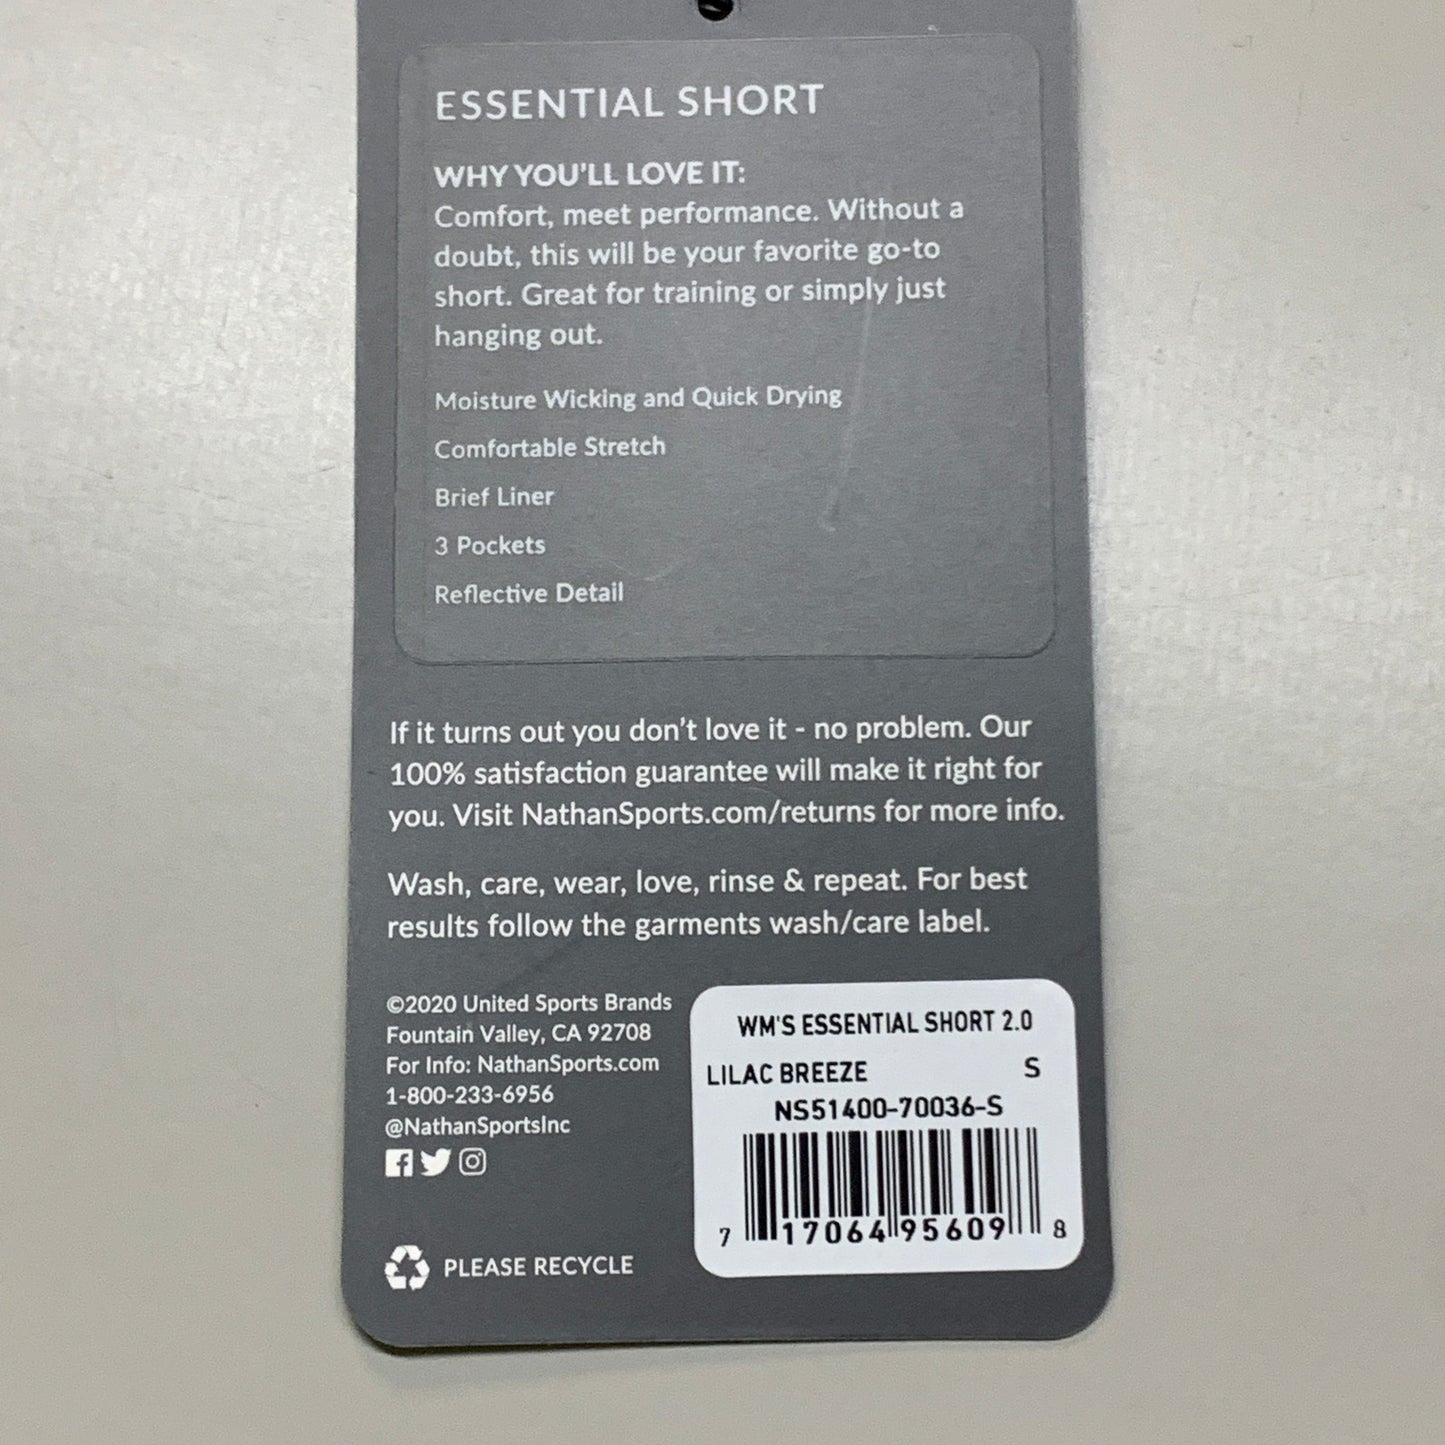 ESSENTIAL SHORT
WHY YOU'LL LOVE IT:
Comfort, meet performance. Without a
doubt, this will be your favorite go-to
short. Great for training or simply just
hanging out.
Moisture Wicking and Quick Drying
Comfortable Stretch
Brief Liner
3 Pockets
Reflective Detail
If it turns out you don't love it - no problem. Our
100% satisfaction guarantee will make it right for
you. Visit NathanSports.com/returns for more info.
Wash, care, wear, love, rinse & repeat. For best
results follow the garments wash/care label.
©2020 United Sports Brands
Fountain Valley, CA 92708
For Info: NathanSports.com
1-800-233-6956
@NathanSportsInc
PLEASE RECYCLE
WM'S ESSENTIAL SHORT 2.0
LILAC BREEZE S
NS51400-70036-S
7 17064 95609 8